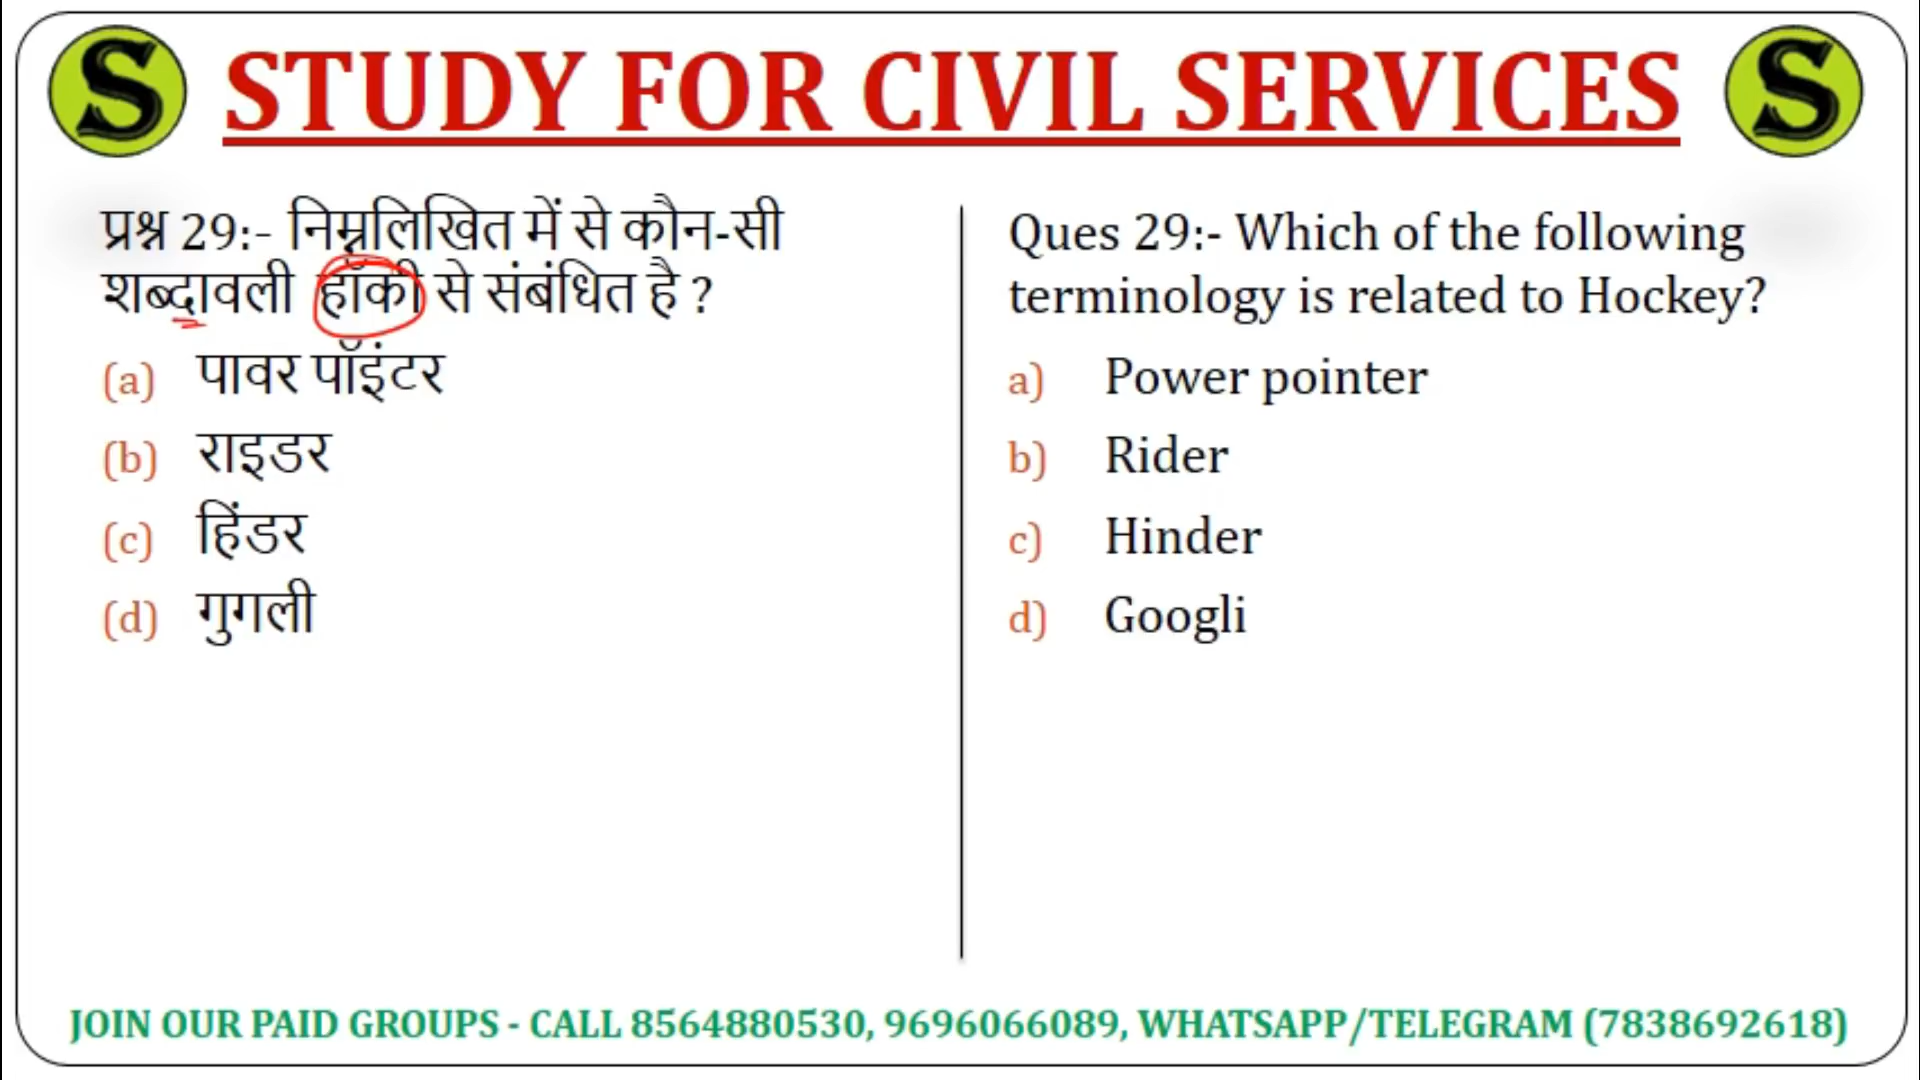 S STUDY FOR CIVIL SERVICES S
प्रश्न 29:- निम्नलिखित में से कौन-सी
शब्दावली हॉकी से संबंधित है ?
(a) पावर पॉइंटर
(b) राइडर
(c) हिंडर
(d) गुगली
Ques 29:- Which of the following
terminology is related to Hockey?
a) Power pointer
b) Rider
c) Hinder
d) Googli
JOIN OUR PAID GROUPS - CALL 8564880530, 9696066089, WHATSAPP/TELEGRAM (7838692618)